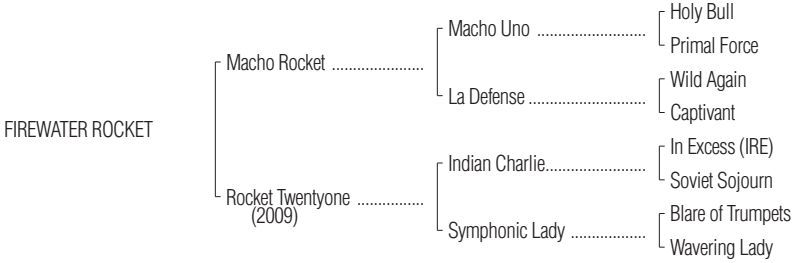 Holy Bull
Macho Uno ..........................
Primal Force
Macho Rocket ......................
Wild Again
La Defense............................
Captivant
FIREWATER ROCKET
In Excess (IRE)
Indian Charlie........................
Soviet Sojourn
Rocket Twentyone ................
(2009)
Blare of Trumpets
Symphonic Lady ..................
Wavering Lady